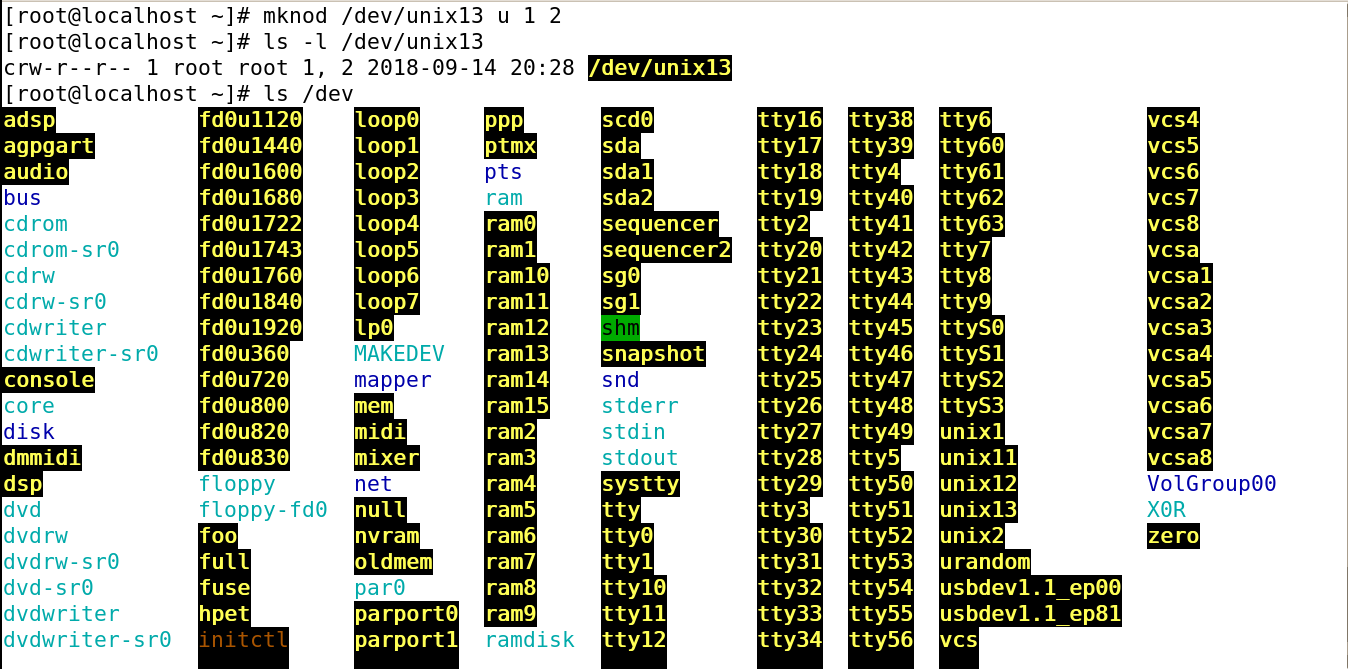 [root@localhost ~]# mknod /dev/unix13 u 1 2
[root@localhost ~]# ls -l /dev/unix13
crw-r--r-- 1 root root 1, 2 2018-09-14 20:28 /dev/unix13
[root@localhost ~]# ls /dev
adsp fd0u1120 loop0 ppp scd0 tty16 tty38 tty6 vcs4
agpgart fd0u1440 loop1 ptmx sda tty17 tty39 tty60 vcs5
audio fd0u1600 loop2 pts sda1 tty18 tty4 tty61 vcs6
bus fd0u1680 loop3 ram sda2 tty19 tty40 tty62 vcs7
cdrom fd0u1722 loop4 ram0 sequencer tty2 tty41 tty63 vcs8
cdrom-sr0 fd0u1743 loop5 ram1 sequencer2 tty20 tty42 tty7 vcsa
cdrw fd0u1760 loop6 ram10 sg0 tty21 tty43 tty8 vcsa1
cdrw-sr0 fd0u1840 loop7 ram11 sg1 tty22 tty44 tty9 vcsa2
cdwriter fd0u1920 lp0 ram12 shm tty23 tty45 ttyS0 vcsa3
cdwriter-sr0 fd0u360 MAKEDEV ram13 snapshot tty24 tty46 ttyS1 vcsa4
console fd0u720 mapper ram14 snd tty25 tty47 ttyS2 vcsa5
core fd0u800 mem ram15 stderr tty26 tty48 ttyS3 vcsa6
disk fd0u820 midi ram2 stdin tty27 tty49 unix1 vcsa7
dmmidi fd0u830 mixer ram3 stdout tty28 tty5 unix11 vcsa8
dsp floppy net ram4 systty tty29 tty50 unix12 VolGroup00
dvd floppy-fd0 null ram5 tty tty3 tty51 unix13 X0R
dvdrw foo nvram ram6 tty0 tty30 tty52 unix2 zero
dvdrw-sr0 full oldmem ram7 tty1 tty31 tty53 urandom
dvd-sr0 fuse par0 ram8 tty10 tty32 tty54 usbdev1.1_ep00
dvdwriter hpet parport0 ram9 tty11 tty33 tty55 usbdev1.1_ep81
dvdwriter-sr0 initctl parport1 ramdisk tty12 tty34 tty56 vcs